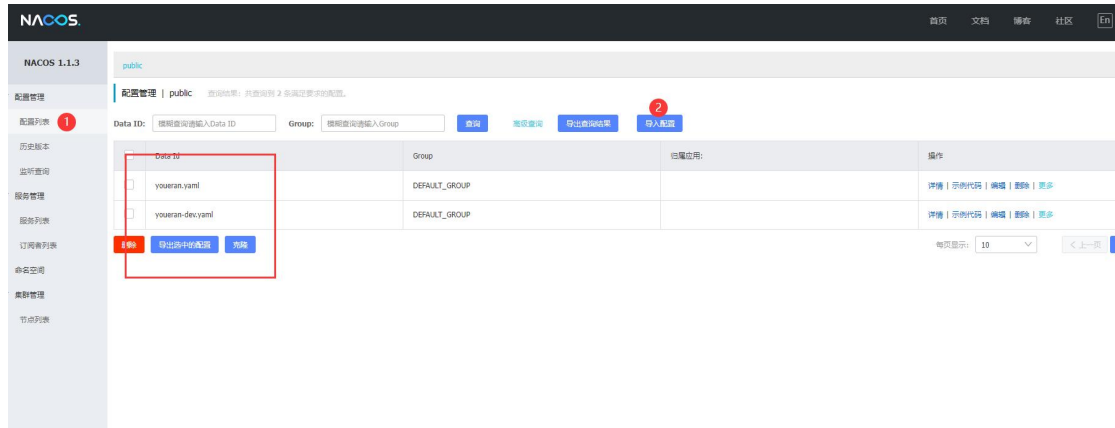 NACOS.
首页 文档 博客 社区 En
NACOS 1.1.3
public
配置管理
配置管理 | public 查询结果：共查询到 2 条满足要求的配置。
配置列表 1
2
Data ID: 模糊查询请输入Data ID Group: 模糊查询请输入Group 查询 高级查询 导出查询结果 导入配置
历史版本
Data Id Group 归属应用: 操作
监听查询
youeran.yaml DEFAULT_GROUP 详情 | 示例代码 | 编辑 | 删除 | 更多
服务管理
服务列表
youeran-dev.yaml DEFAULT_GROUP 详情 | 示例代码 | 编辑 | 删除 | 更多
订阅者列表
删除 导出选中的配置 克隆 每页显示: 10 < 上一页
命名空间
集群管理
节点列表